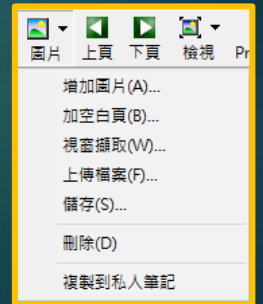 圖片 上頁 下頁 檢視 Pr
增加圖片(A)...
加空白頁(B)...
視窗擷取(W)...
上傳檔案(F)...
儲存(S)...
刪除(D)
複製到私人筆記